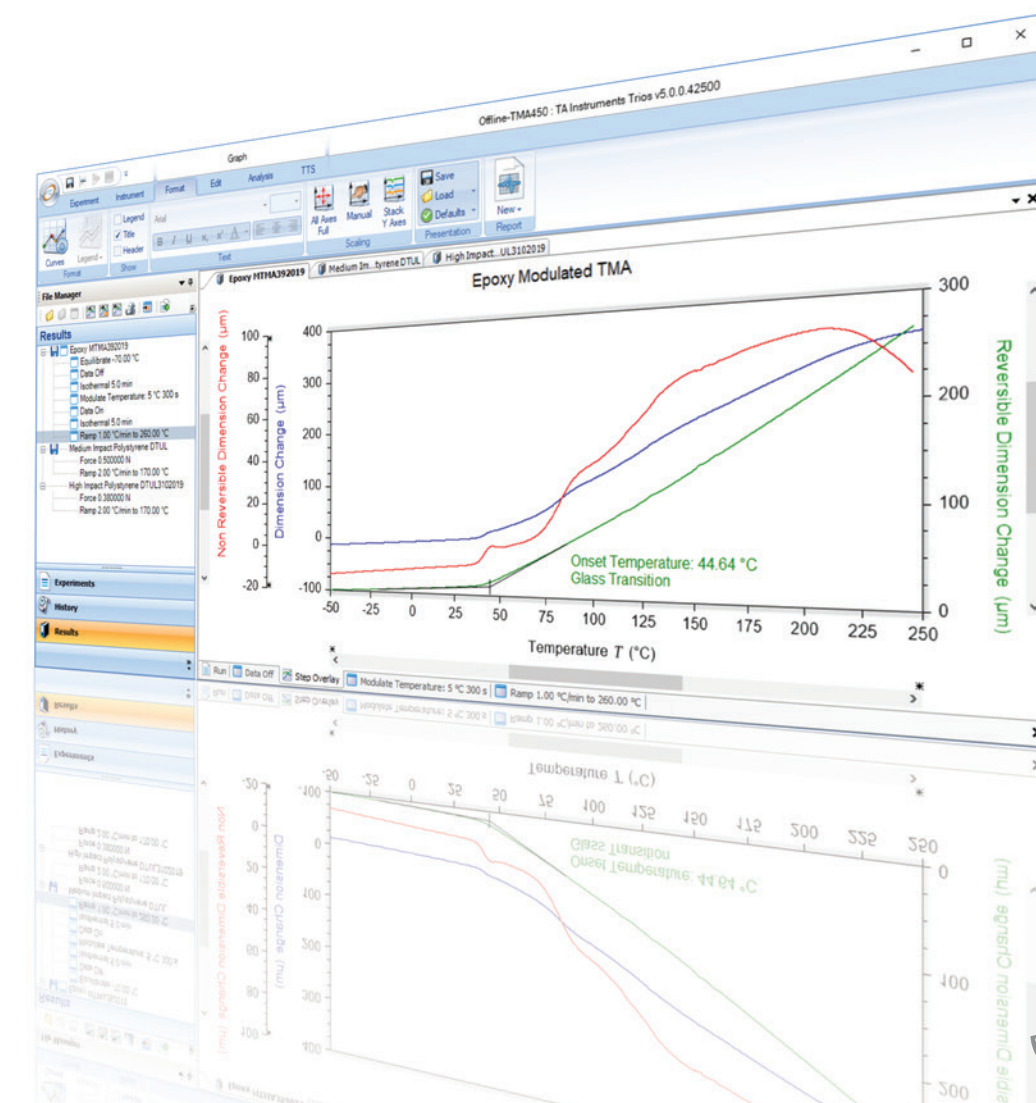 Offline-TMA450 : TA Instruments Trios v5.0.0.42500
Graph
Experiment Instrument Format Edit Analysis TTS
Curves
Legend
Format
Legend
Title
Header
Show
Arial
B I U
Text
All Axes Full
Manual
Stack Y Axes
Scaling
Save
Load
Defaults
Presentation
New
Report
File Manager
Results
Epoxy MTMA392019
Equilibrate -70.00 °C
Data Off
Isothermal 5.0 min
Modulate Temperature: 5 °C 300 s
Data On
Isothermal 5.0 min
Ramp 1.00 °C/min to 260.00 °C
Medium Impact Polystyrene DTUL
Force 0.500000 N
Ramp 2.00 °C/min to 170.00 °C
High Impact Polystyrene DTUL3102019
Force 0.380000 N
Ramp 2.00 °C/min to 170.00 °C
Experiments
History
Results
Epoxy MTMA392019
Medium Im...tyrene DTUL
High Impact...UL3102019
Epoxy Modulated TMA
Non Reversible Dimension Change (µm)
100
80
60
40
20
0
-20
Dimension Change (µm)
400
300
200
100
0
-100
Onset Temperature: 44.64 °C
Glass Transition
300
200
100
0
Reversible Dimension Change (µm)
-50 -25 0 25 50 75 100 125 150 175 200 225 250
Temperature T (°C)
Run
Data Off
Step Overlay
Modulate Temperature: 5 °C 300 s
Ramp 1.00 °C/min to 260.00 °C